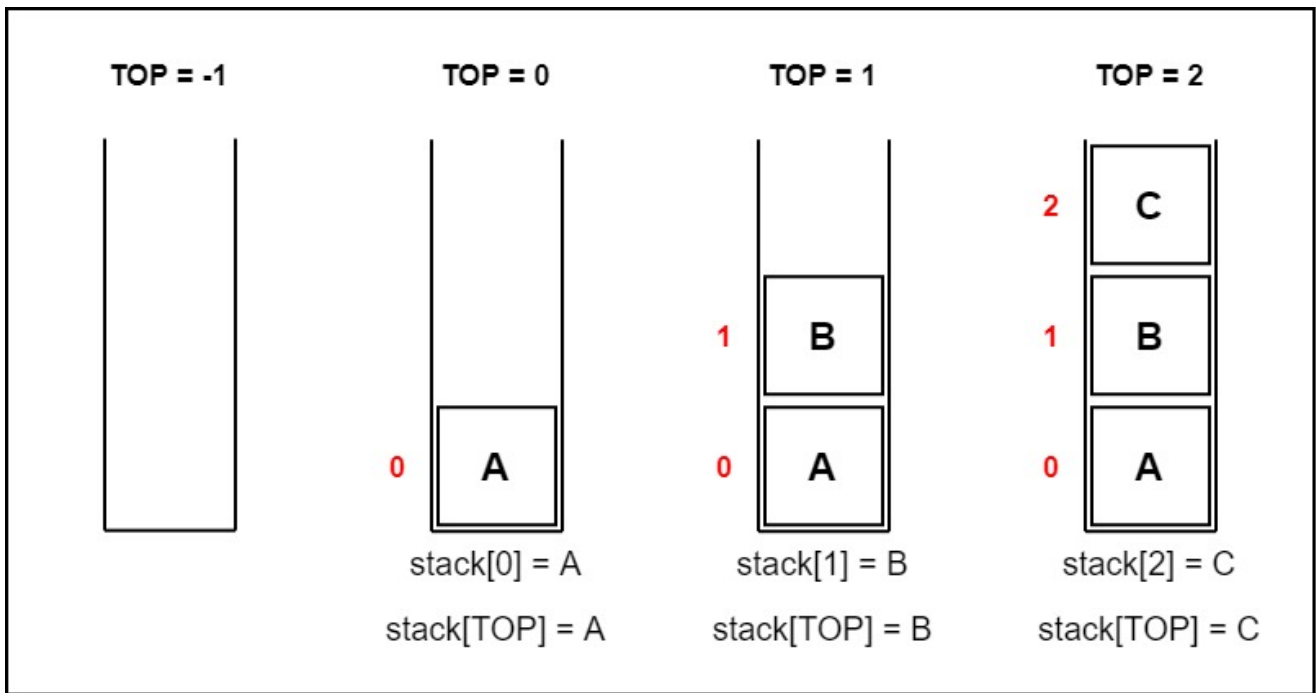 TOP = -1
TOP = 0
TOP = 1
TOP = 2
2
C
1
B
1
B
0
A
0
A
0
A
stack[0] = A
stack[1] = B
stack[2] = C
stack[TOP] = A
stack[TOP] = B
stack[TOP] = C